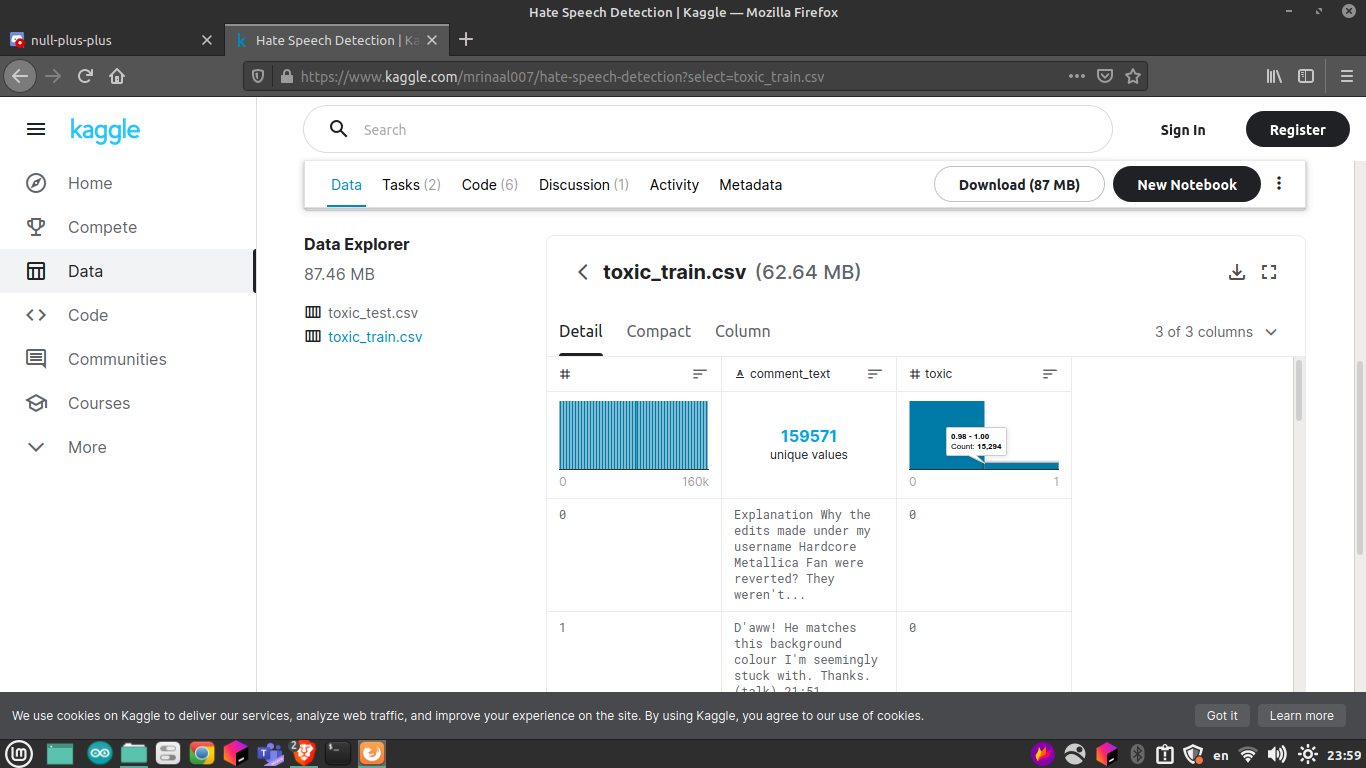 Hate Speech Detection | Kaggle — Mozilla Firefox
null-plus-plus
Hate Speech Detection | Ka
https://www.kaggle.com/mrinaal007/hate-speech-detection?select=toxic_train.csv
kaggle
Search
Sign In
Register
Home
Compete
Data
Code
Communities
Courses
More
Data
Tasks (2)
Code (6)
Discussion (1)
Activity
Metadata
Download (87 MB)
New Notebook
Data Explorer
87.46 MB
toxic_test.csv
toxic_train.csv
toxic_train.csv (62.64 MB)
Detail
Compact
Column
3 of 3 columns
#
A comment_text
# toxic
159571
unique values
0.98 - 1.00
Count: 15,294
0
160k
0
1
0
Explanation Why the
edits made under my
username Hardcore
Metallica Fan were
reverted? They
weren't...
0
1
D'aww! He matches
this background
colour I'm seemingly
stuck with. Thanks.
(talk) 21:51
0
We use cookies on Kaggle to deliver our services, analyze web traffic, and improve your experience on the site. By using Kaggle, you agree to our use of cookies.
Got it
Learn more
2
en
23:59